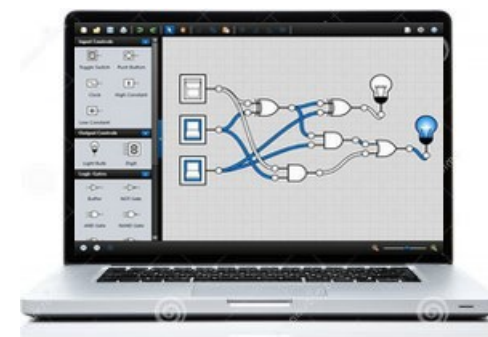 Input Controls
Toggle Switch
Push Button
Clock
High Constant
Low Constant
Output Controls
Light Bulb
Digit
Logic Gates
Buffer
NOT Gate
AND Gate
NAND Gate